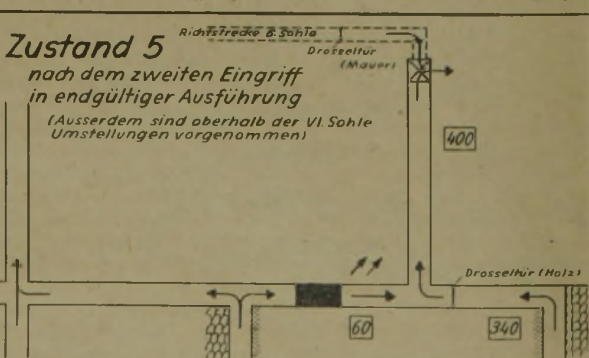 Zustand 5
nach dem zweiten Eingriff
in endgültiger Ausführung
(Ausserdem sind oberhalb der VI. Sohle
Umstellungen vorgenommen)
Richtstrecke 6. Sohle
Drosseltür
(Mauer)
400
Drosseltür (Holz)
60
340